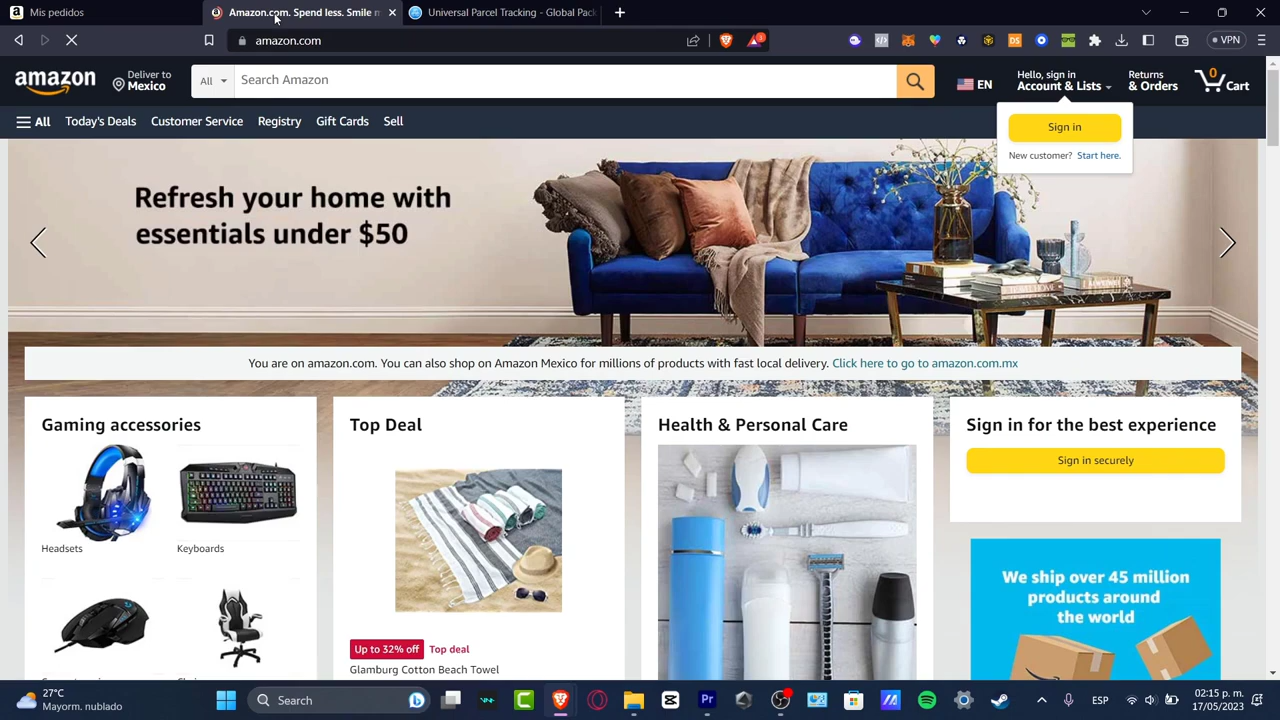 Mis pedidos
Amazon.com. Spend less. Smile m
Universal Parcel Tracking - Global Pac
amazon.com
3
VPN
amazon
Deliver to
Mexico
All
Search Amazon
EN
Hello, sign in
Account & Lists
Returns
& Orders
0
Cart
All
Today's Deals
Customer Service
Registry
Gift Cards
Sell
Sign in
New customer? Start here.
Refresh your home with
essentials under $50
You are on amazon.com. You can also shop on Amazon Mexico for millions of products with fast local delivery. Click here to go to amazon.com.mx
Gaming accessories
Headsets
Keyboards
Top Deal
Up to 32% off
Top deal
Glamburg Cotton Beach Towel
Health & Personal Care
Sign in for the best experience
Sign in securely
We ship over 45 million
products around
the world
27°C
Mayorm. nublado
Search
DS
Pr
ESP
02:15 p. m.
17/05/2023